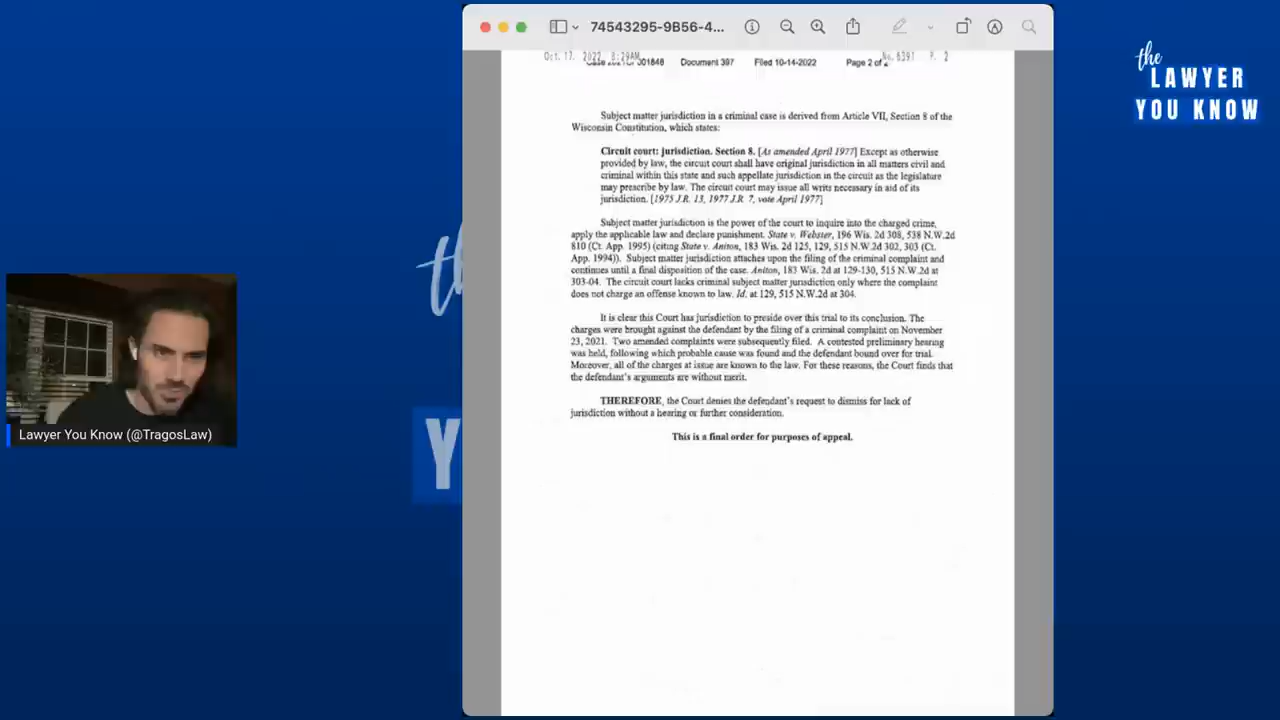 74543295-9B56-4...
the
LAWYER
YOU KNOW
Oct. 17. 2022 8:29AM
No. 6391 P. 2
Document 397 Filed 10-14-2022 Page 2 of
Subject matter jurisdiction in a criminal case is derived from Article VII, Section 8 of the
Wisconsin Constitution, which states:
Circuit court: jurisdiction. Section 8. [As amended April 1977] Except as otherwise
provided by law, the circuit court shall have original jurisdiction in all matters civil and
criminal within this state and such appellate jurisdiction in the circuit as the legislature
may prescribe by law. The circuit court may issue all writs necessary in aid of its
jurisdiction. [1975 J.R. 13, 1977 J.R. 7, vote April 1977]
Subject matter jurisdiction is the power of the court to inquire into the charged crime,
apply the applicable law and declare punishment. State v. Webster, 196 Wis. 2d 308, 538 N.W.2d
810 (Ct. App. 1995) (citing State v. Aniton, 183 Wis. 2d 125, 129, 515 N.W.2d 302, 303 (Ct.
App. 1994)). Subject matter jurisdiction attaches upon the filing of the criminal complaint and
continues until a final disposition of the case. Aniton, 183 Wis. 2d at 129-130, 515 N.W.2d at
303-04. The circuit court lacks criminal subject matter jurisdiction only where the complaint
does not charge an offense known to law. Id. at 129, 515 N.W.2d at 304.
It is clear this Court has jurisdiction to preside over this trial to its conclusion. The
charges were brought against the defendant by the filing of a criminal complaint on November
23, 2021. Two amended complaints were subsequently filed. A contested preliminary hearing
was held, following which probable cause was found and the defendant bound over for trial.
Moreover, all of the charges at issue are known to the law. For these reasons, the Court finds that
the defendant's arguments are without merit.
THEREFORE, the Court denies the defendant's request to dismiss for lack of
jurisdiction without a hearing or further consideration.
This is a final order for purposes of appeal.
Lawyer You Know (@TragosLaw)
th
Y